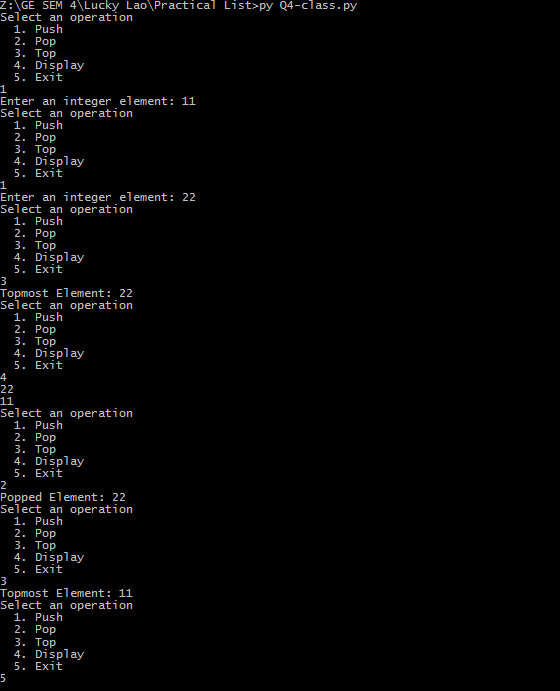 Z:\GE SEM 4\Lucky Lao\Practical List>py Q4-class.py
Select an operation
  1. Push
  2. Pop
  3. Top
  4. Display
  5. Exit
1
Enter an integer element: 11
Select an operation
  1. Push
  2. Pop
  3. Top
  4. Display
  5. Exit
1
Enter an integer element: 22
Select an operation
  1. Push
  2. Pop
  3. Top
  4. Display
  5. Exit
3
Topmost Element: 22
Select an operation
  1. Push
  2. Pop
  3. Top
  4. Display
  5. Exit
4
22
11
Select an operation
  1. Push
  2. Pop
  3. Top
  4. Display
  5. Exit
2
Popped Element: 22
Select an operation
  1. Push
  2. Pop
  3. Top
  4. Display
  5. Exit
3
Topmost Element: 11
Select an operation
  1. Push
  2. Pop
  3. Top
  4. Display
  5. Exit
5